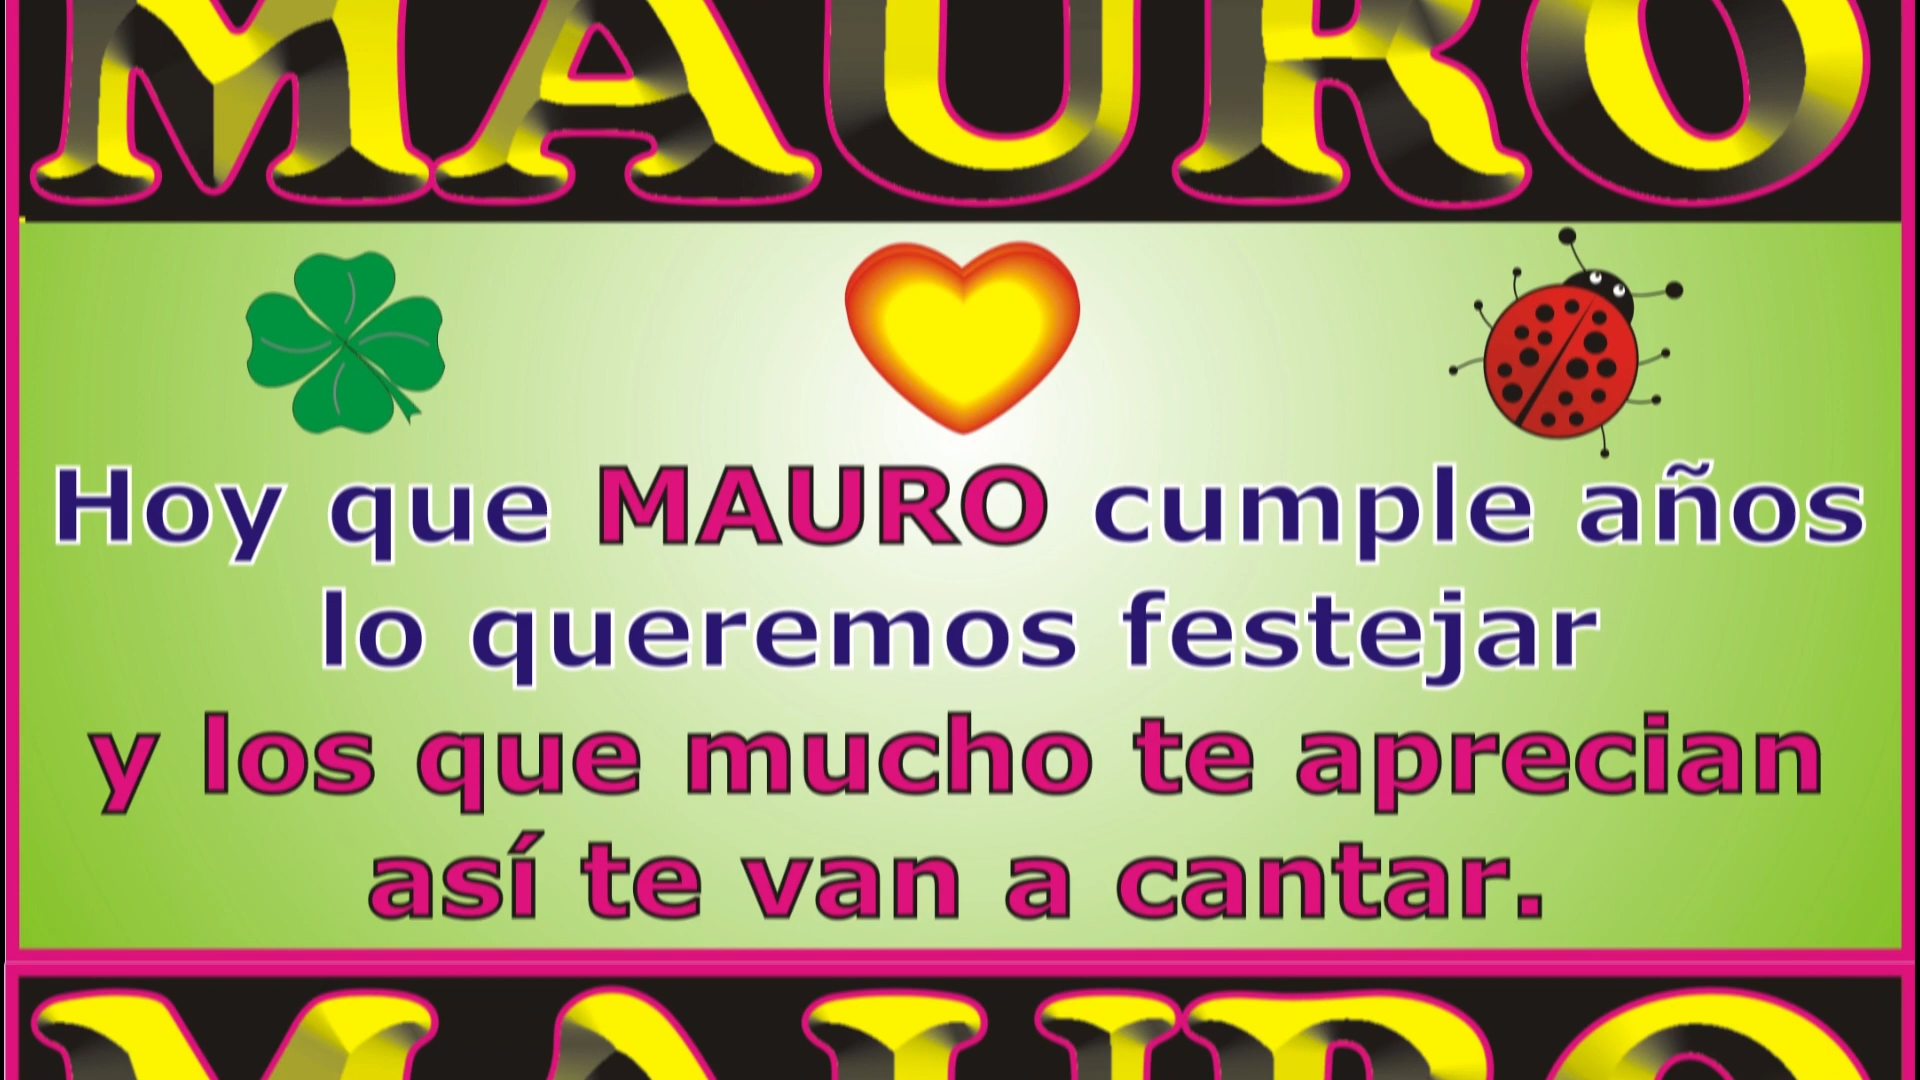 MAURO
Hoy que MAURO cumple años
lo queremos festejar
y los que mucho te aprecian
así te van a cantar.
MAURO